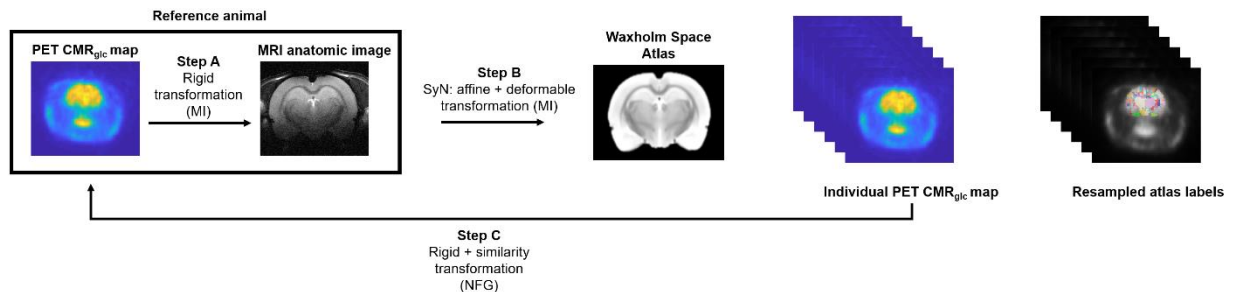 Reference animal
PET CMRglc map
Step A
Rigid
transformation
(MI)
MRI anatomic image
Step B
SyN: affine + deformable
transformation (MI)
Waxholm Space
Atlas
Individual PET CMRglc map
Resampled atlas labels
Step C
Rigid + similarity
transformation
(NFG)